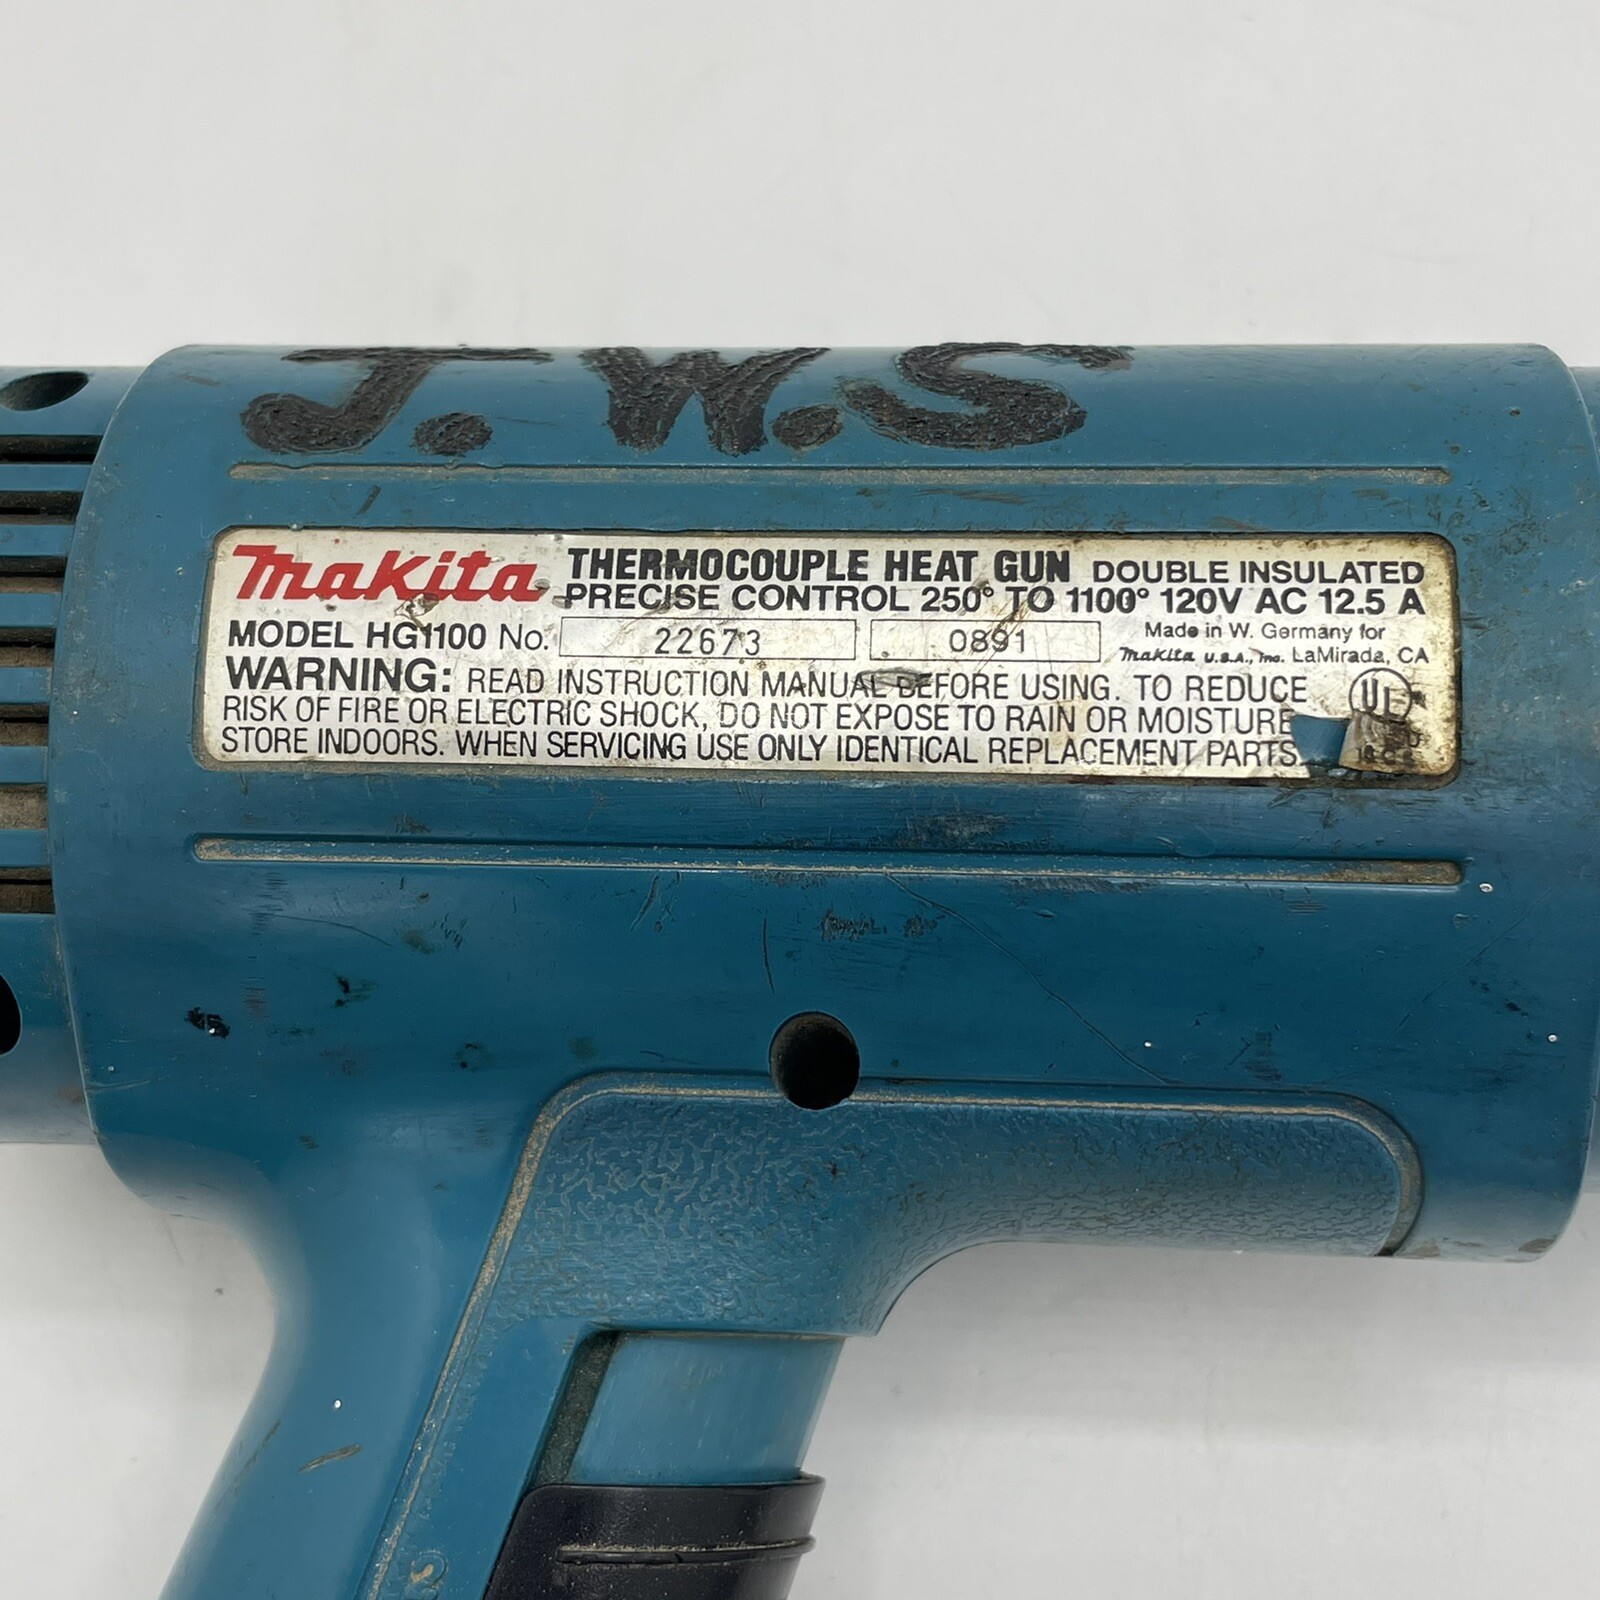 J.W.S
Makita THERMOCOUPLE HEAT GUN DOUBLE INSULATED
PRECISE CONTROL 250° TO 1100° 120V AC 12.5 A
MODEL HG1100 No. 22673 0891 Made in W. Germany for
Makita U.S.A., Inc. LaMirada, CA
WARNING: READ INSTRUCTION MANUAL BEFORE USING. TO REDUCE
RISK OF FIRE OR ELECTRIC SHOCK, DO NOT EXPOSE TO RAIN OR MOISTURE
STORE INDOORS. WHEN SERVICING USE ONLY IDENTICAL REPLACEMENT PARTS.
UL